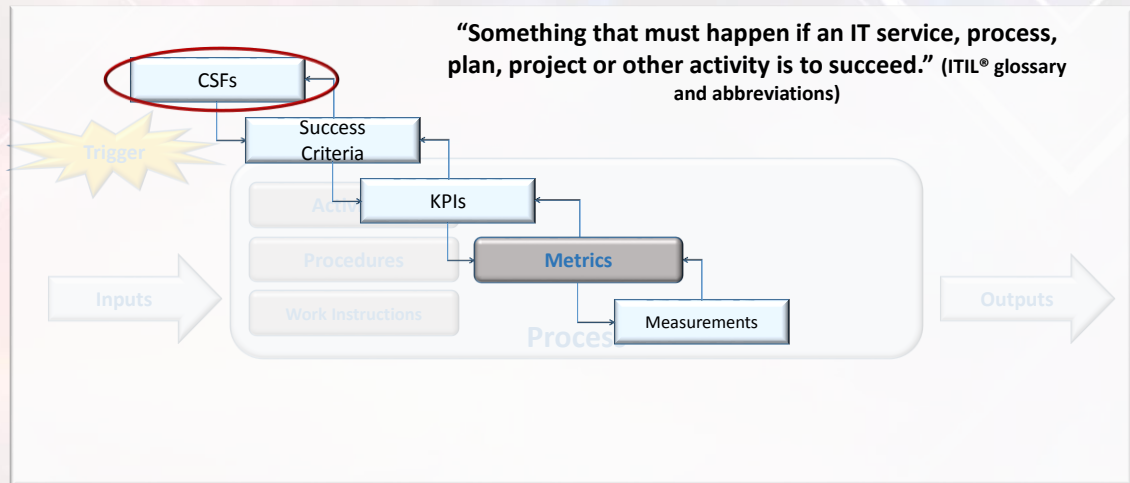 “Something that must happen if an IT service, process,
plan, project or other activity is to succeed.” (ITIL® glossary
and abbreviations)
CSFs
Success
Criteria
Trigger
KPIs
Procedures
Metrics
Inputs
Outputs
Work Instructions
Measurements
Process